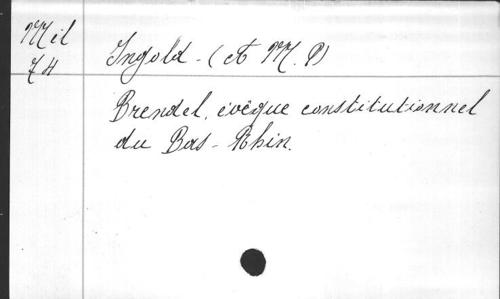 Mil
74
Ingold - (A M. P)
Brendel, évêque constitutionnel
du Bas-Rhin.